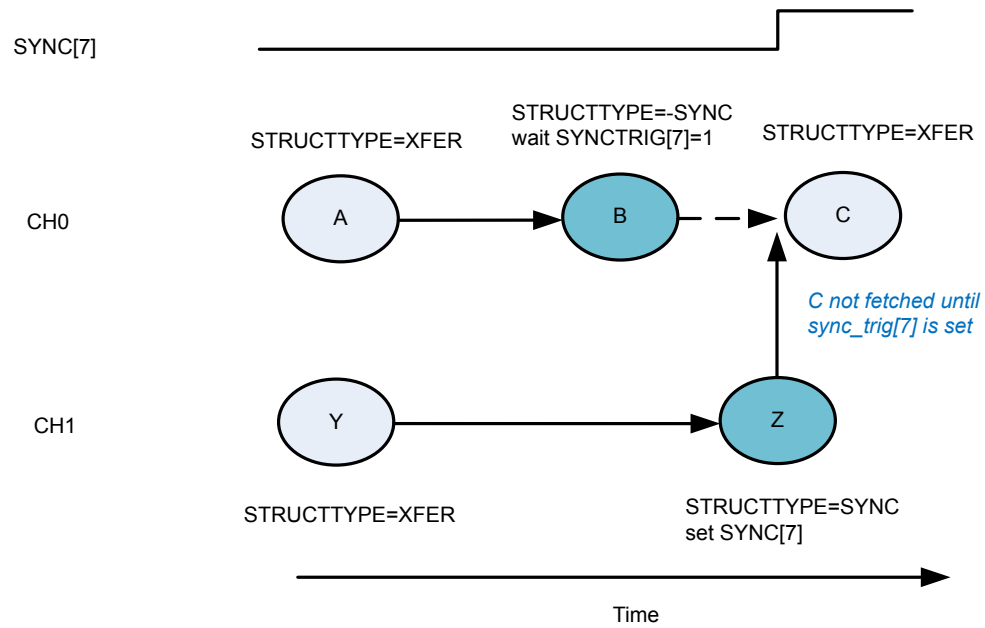 SYNC[7]
STRUCTTYPE=-SYNC
wait SYNCTRIG[7]=1
STRUCTTYPE=XFER
STRUCTTYPE=XFER
CH0
A
B
C
C not fetched until
sync_trig[7] is set
CH1
Y
Z
STRUCTTYPE=XFER
STRUCTTYPE=SYNC
set SYNC[7]
Time